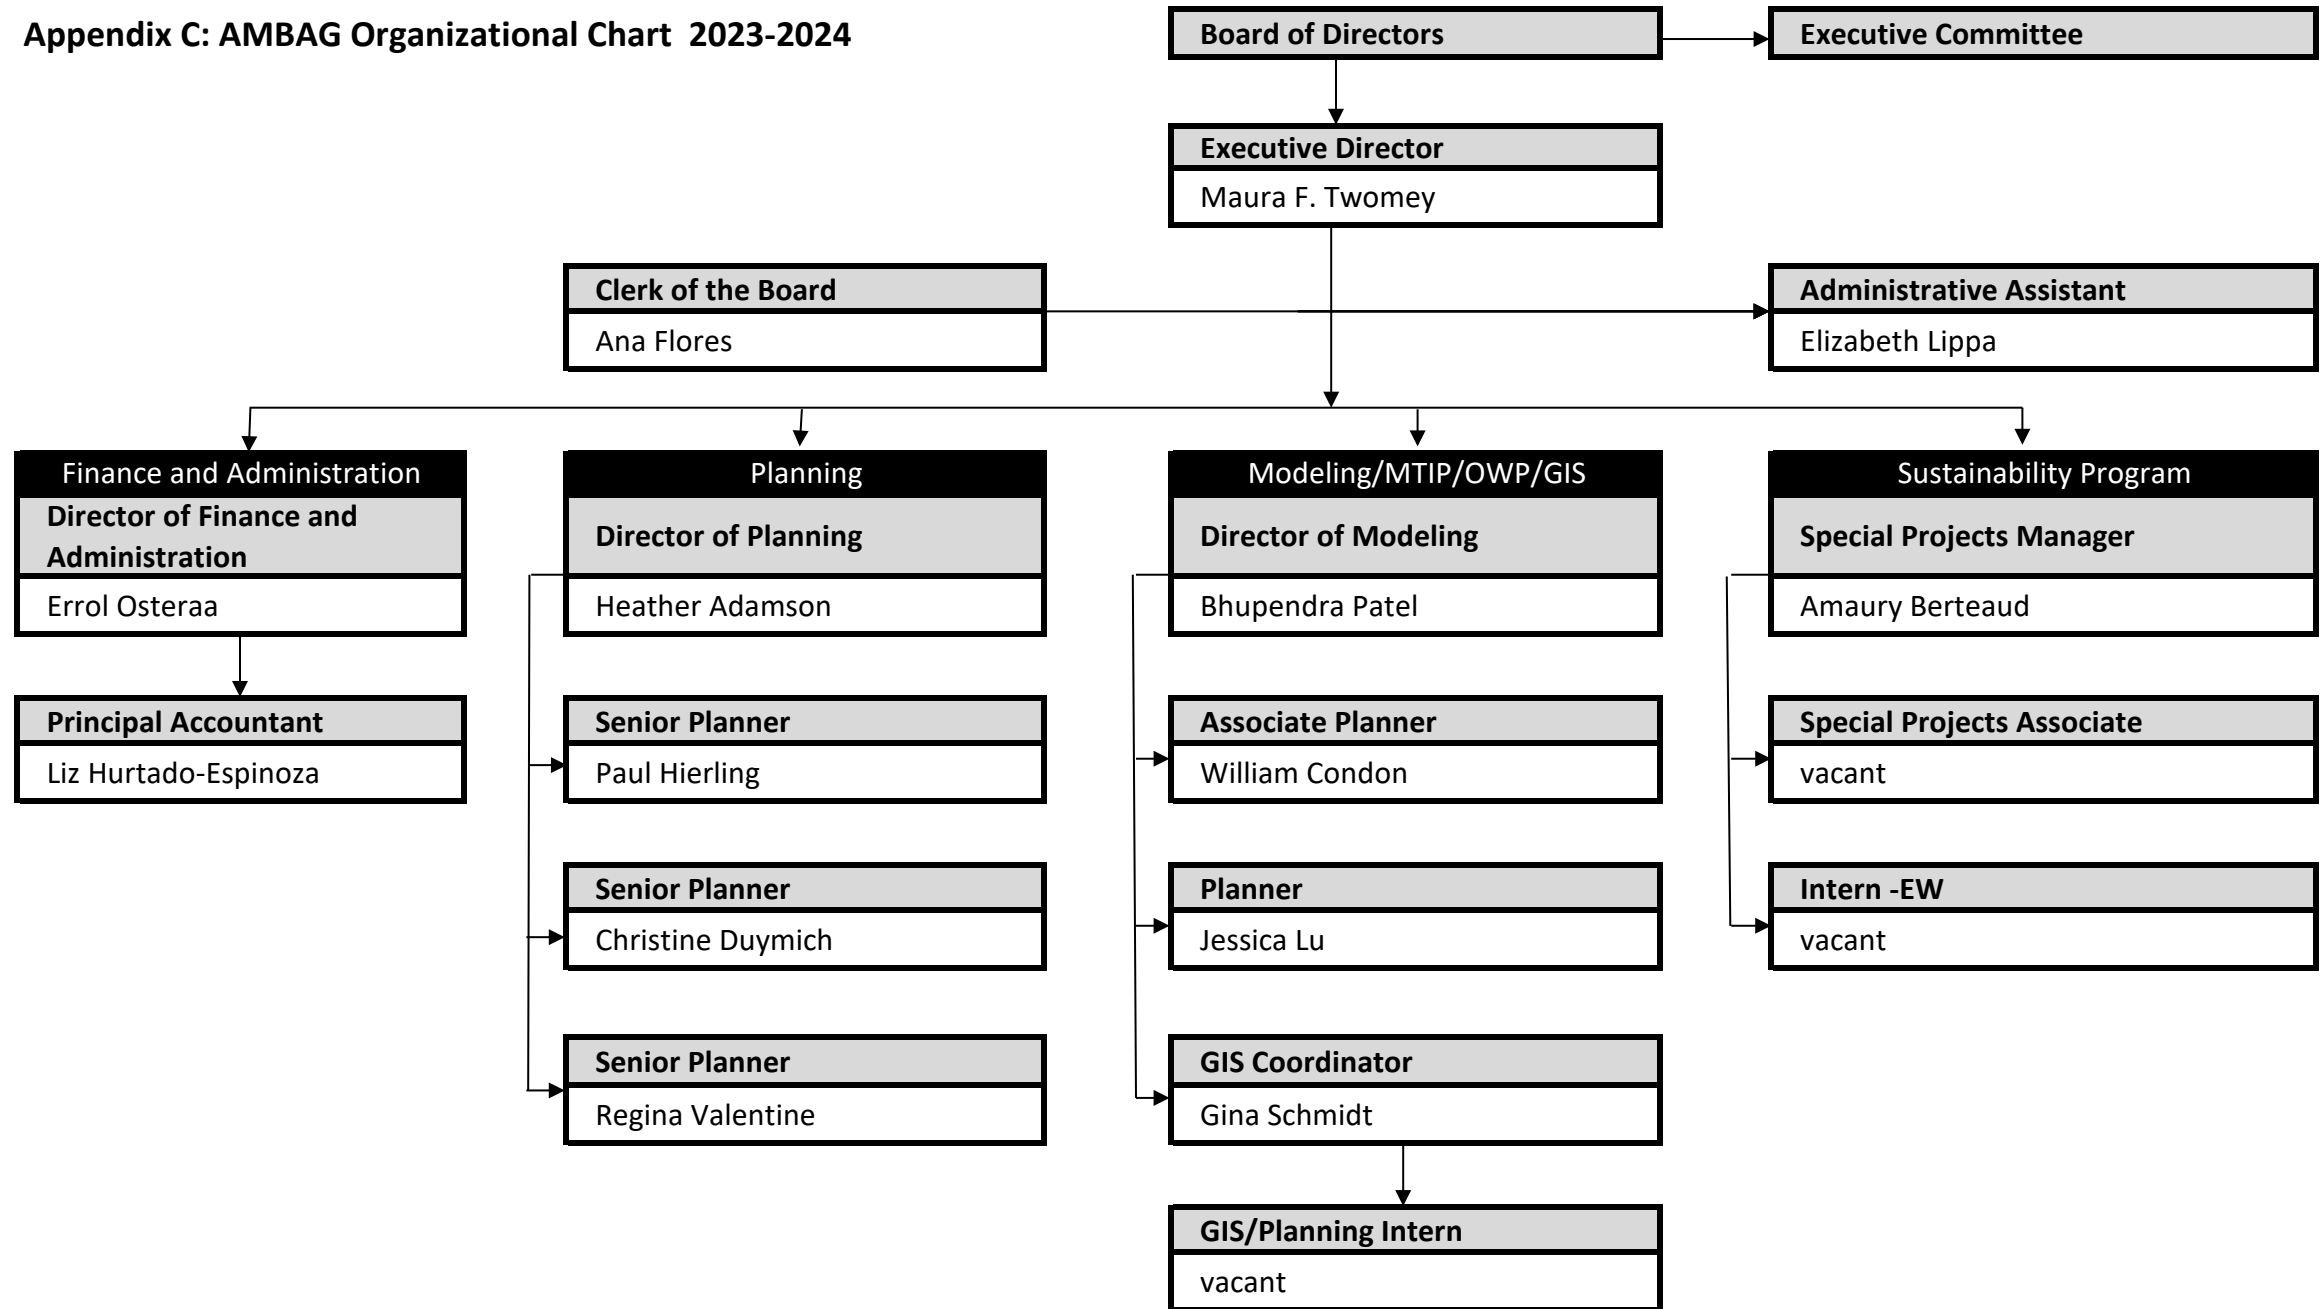 Appendix C: AMBAG Organizational Chart 2023-2024
Board of Directors
Executive Committee
Executive Director
Maura F. Twomey
Clerk of the Board
Ana Flores
Administrative Assistant
Elizabeth Lippa
Finance and Administration
Director of Finance and
Administration
Errol Osteraa
Principal Accountant
Liz Hurtado-Espinoza
Planning
Director of Planning
Heather Adamson
Senior Planner
Paul Hierling
Senior Planner
Christine Duymich
Senior Planner
Regina Valentine
Modeling/MTIP/OWP/GIS
Director of Modeling
Bhupendra Patel
Associate Planner
William Condon
Planner
Jessica Lu
GIS Coordinator
Gina Schmidt
GIS/Planning Intern
vacant
Sustainability Program
Special Projects Manager
Amaury Berteaud
Special Projects Associate
vacant
Intern -EW
vacant